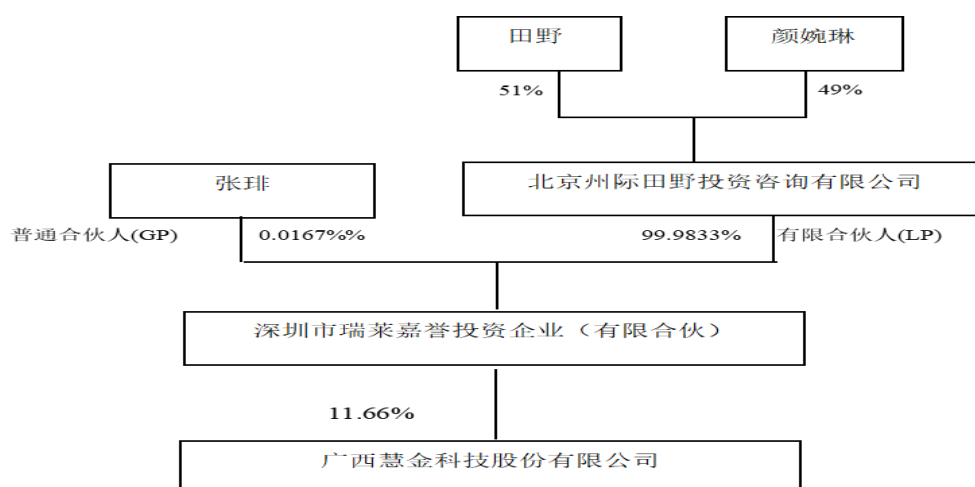 田野
颜婉琳
51%
49%
张琲
北京州际田野投资咨询有限公司
普通合伙人(GP)
0.0167%%
99.9833%
有限合伙人(LP)
深圳市瑞莱嘉誉投资企业（有限合伙）
11.66%
广西慧金科技股份有限公司